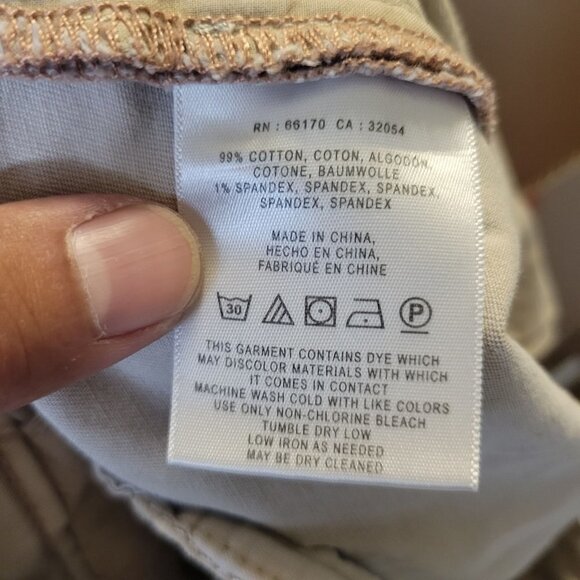 RN : 66170 CA : 32054
99% COTTON, COTON, ALGODÓN,
COTONE, BAUMWOLLE
1% SPANDEX, SPANDEX, SPANDEX,
SPANDEX, SPANDEX
MADE IN CHINA,
HECHO EN CHINA,
FABRIQUÉ EN CHINE
30 P
THIS GARMENT CONTAINS DYE WHICH
MAY DISCOLOR MATERIALS WITH WHICH
IT COMES IN CONTACT
MACHINE WASH COLD WITH LIKE COLORS
USE ONLY NON-CHLORINE BLEACH
TUMBLE DRY LOW
LOW IRON AS NEEDED
MAY BE DRY CLEANED